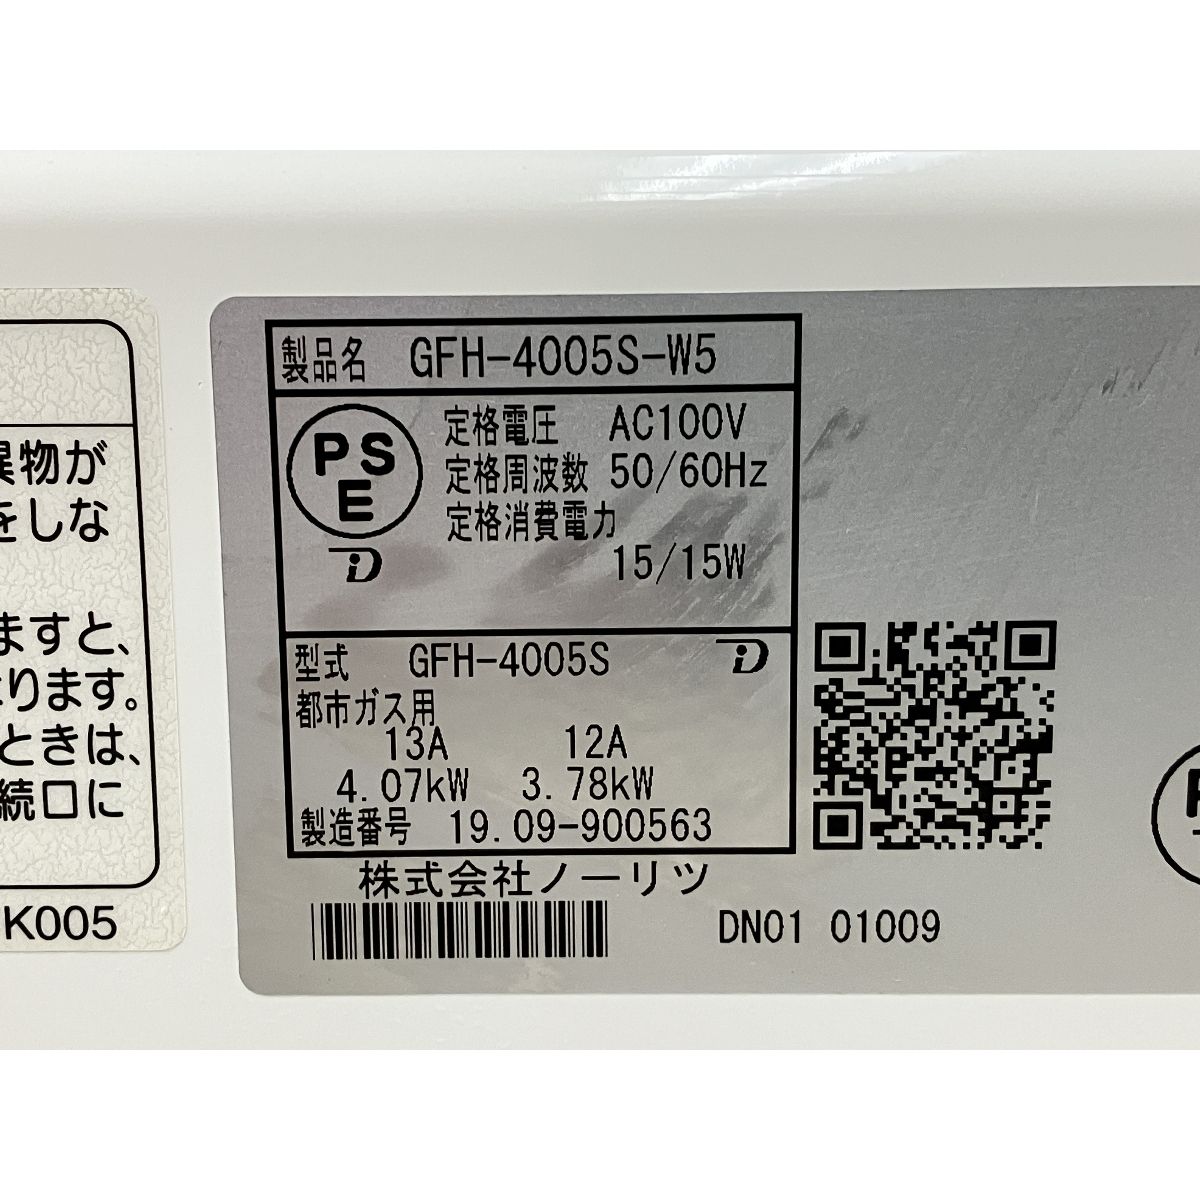 物が
をしな
ますと、
ります。
ときは、
続口に
K005
製品名 GFH-4005S-W5
PS
E
定格電圧 AC100V
定格周波数 50/60Hz
定格消費電力
15/15W
型式 GFH-4005S
都市ガス用
13A 12A
4.07kW 3.78kW
製造番号 19.09-900563
株式会社ノーリツ
DN01 01009